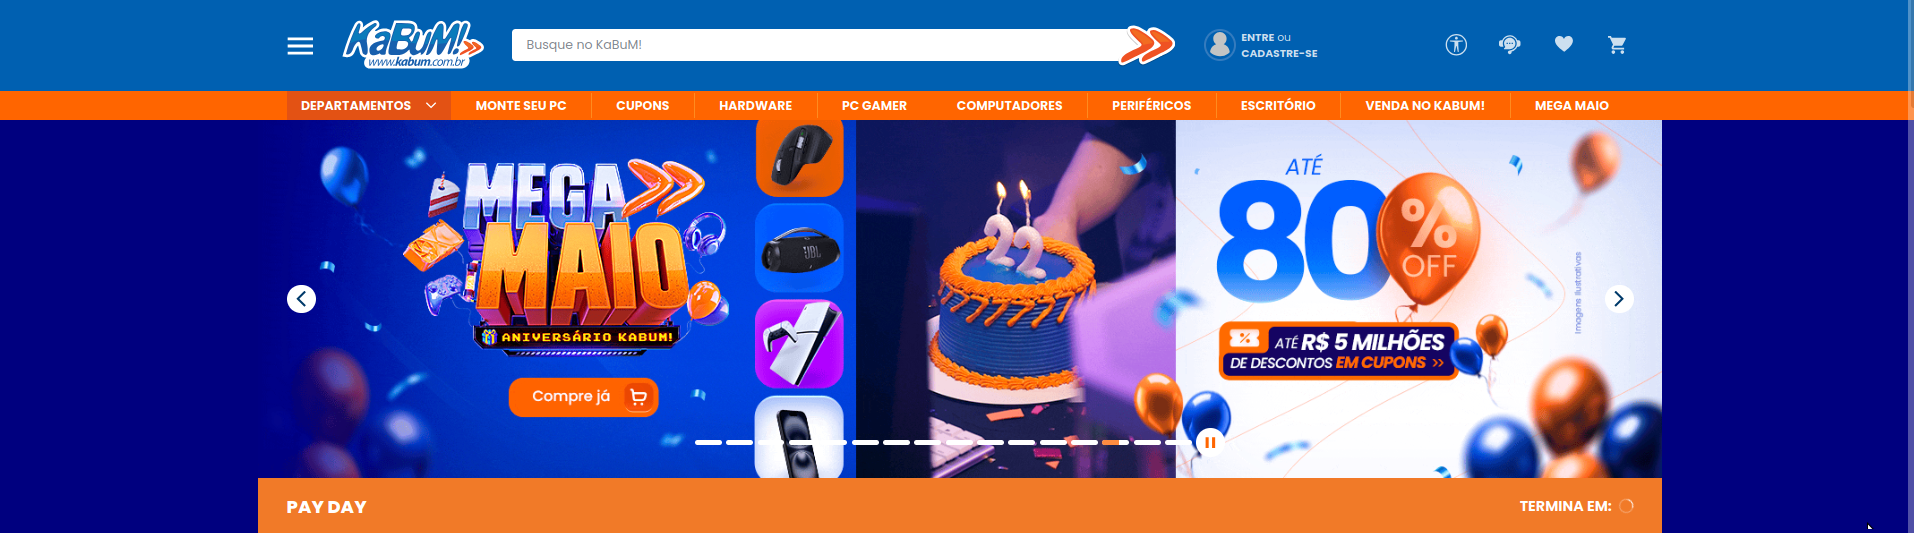 KaBuM!
www.kabum.com.br
Busque no KaBuM!
ENTRE ou
CADASTRE-SE
DEPARTAMENTOS
MONTE SEU PC
CUPONS
HARDWARE
PC GAMER
COMPUTADORES
PERIFÉRICOS
ESCRITÓRIO
VENDA NO KABUM!
MEGA MAIO
MEGA
MAIO
ANIVERSÁRIO KABUM!
Compre já
JBL
22
ATÉ
80%
OFF
ATÉ R$ 5 MILHÕES
DE DESCONTOS EM CUPONS >>
Imagens Ilustrativas
PAY DAY
TERMINA EM: